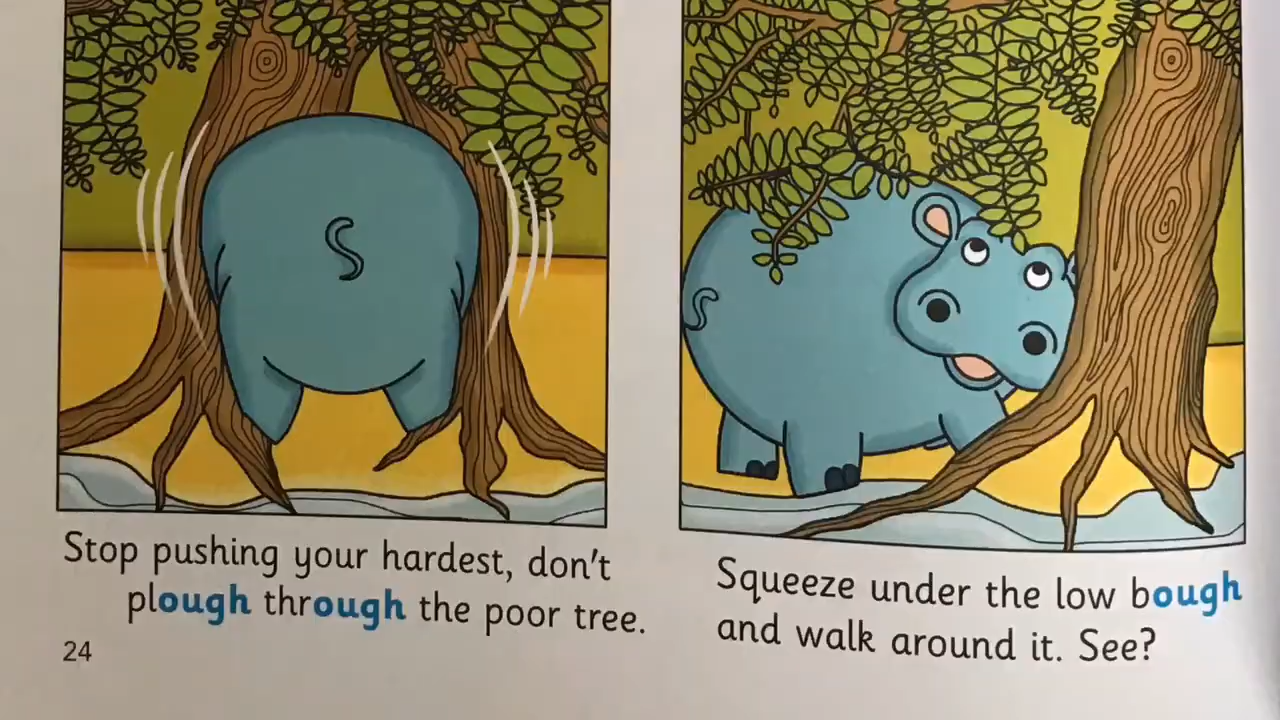 Stop pushing your hardest, don't
plough through the poor tree.
24
Squeeze under the low bough
and walk around it. See?